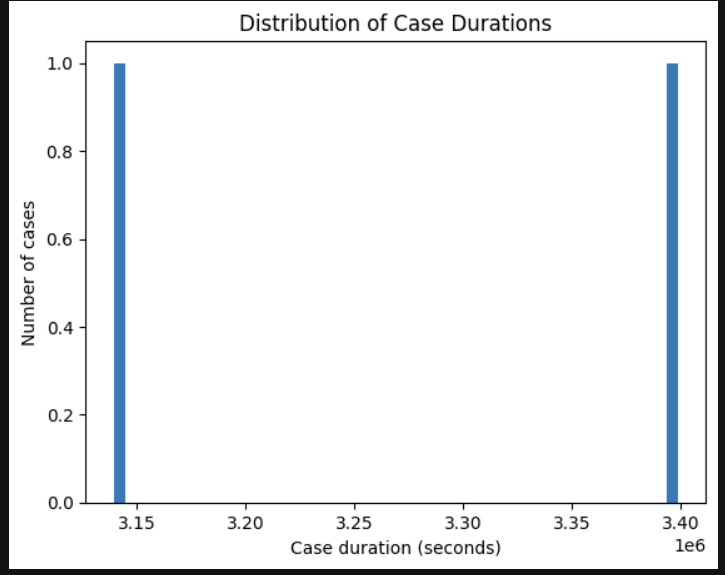 Distribution of Case Durations
1.0
0.8
0.6
0.4
0.2
0.0
Number of cases
3.15 3.20 3.25 3.30 3.35 3.40
1e6
Case duration (seconds)